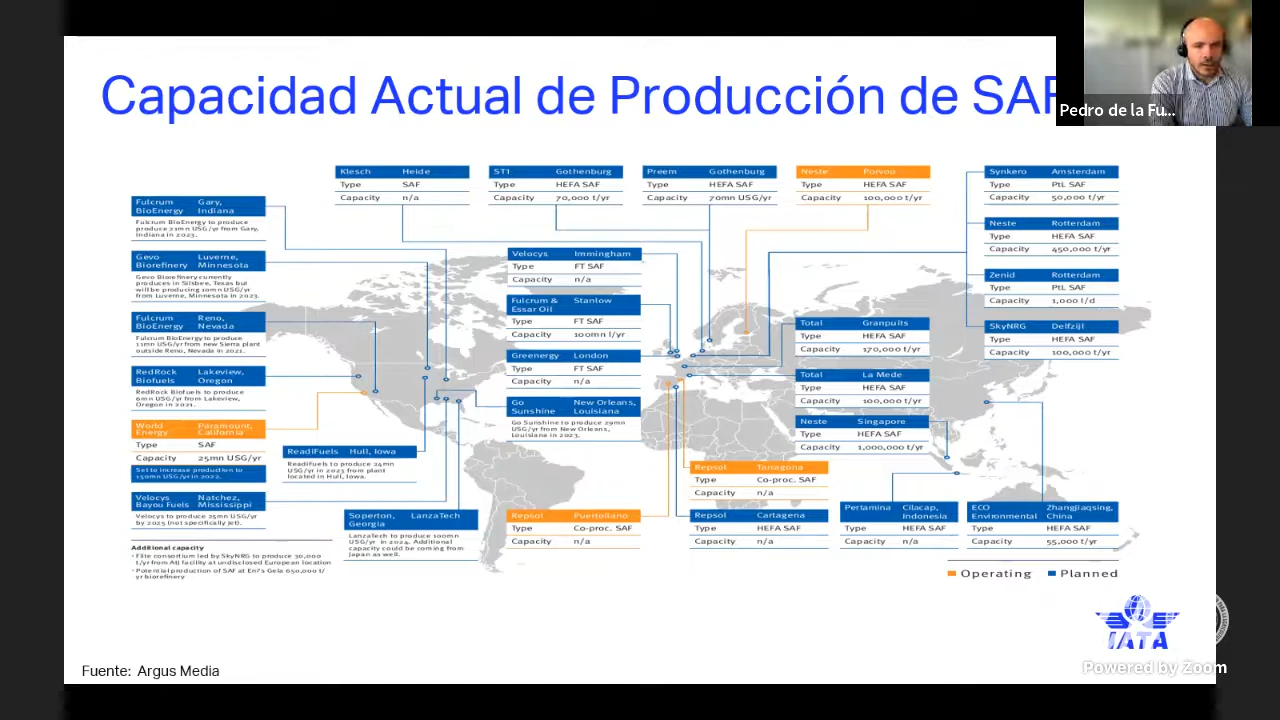 Capacidad Actual de Producción de SAF
Pedro de la Fu...
Klesch Heide
Type SAF
Capacity n/a
ST1 Gothenburg
Type HEFA SAF
Capacity 70,000 t/yr
Preem Gothenburg
Type HEFA SAF
Capacity 70mn USG/yr
Neste Porvoo
Type HEFA SAF
Capacity 100,000 t/yr
Synkero Amsterdam
Type PtL SAF
Capacity 50,000 t/yr
Neste Rotterdam
Type HEFA SAF
Capacity 450,000 t/yr
Zenid Rotterdam
Type PtL SAF
Capacity 1,000 l/d
SkyNRG Delfzijl
Type HEFA SAF
Capacity 100,000 t/yr
Fulcrum Gary,
BioEnergy Indiana
Fulcrum BioEnergy to produce
produce 21mn USG/yr from Gary,
Indiana in 2023.
Gevo Luverne,
Biorefinery Minnesota
Gevo Biorefinery currently
produces in Silsbee, Texas but
will be producing 10mn USG/yr
from Luverne, Minnesota in 2023.
Fulcrum Reno,
BioEnergy Nevada
Fulcrum BioEnergy to produce
11mn USG/yr from new Sierra plant
outside Reno, Nevada in 2021.
RedRock Lakeview,
Biofuels Oregon
RedRock Biofuels to produce
6mn USG/yr from Lakeview,
Oregon in 2021.
World Paramount,
Energy California
Type SAF
Capacity 25mn USG/yr
Set to increase production to
150mn USG/yr in 2022.
Velocys Natchez,
Bayou Fuels Mississippi
Velocys to produce 25mn USG/yr
by 2025 (not specifically jet).
Additional capacity
• Flite consortium led by SkyNRG to produce 30,000
t/yr from AtJ facility at undisclosed European location
• Potential production of SAF at Eni's Gela 650,000 t/
yr biorefinery
ReadiFuels Hull, Iowa
Readifuels to produce 24mn
USG/yr in 2023 from plant
located in Hull, Iowa.
Soperton, LanzaTech
Georgia
LanzaTech to produce 100mn
USG/yr in 2024. Additional
capacity could be coming from
Japan as well.
Velocys Immingham
Type FT SAF
Capacity n/a
Fulcrum & Stanlow
Essar Oil
Type FT SAF
Capacity 100mn l/yr
Greenergy London
Type FT SAF
Capacity n/a
Go New Orleans,
Sunshine Louisiana
Go Sunshine to produce 29mn
USG/yr from New Orleans,
Louisiane in 2023.
Repsol Puertollano
Type Co-proc. SAF
Capacity n/a
Total Granpuits
Type HEFA SAF
Capacity 170,000 t/yr
Total La Mede
Type HEFA SAF
Capacity 100,000 t/yr
Neste Singapore
Type HEFA SAF
Capacity 1,000,000 t/yr
Repsol Tarragona
Type Co-proc. SAF
Capacity n/a
Repsol Cartagena
Type HEFA SAF
Capacity n/a
Pertamina Cilacap,
Indonesia
Type HEFA SAF
Capacity n/a
ECO Zhangjiaqsing,
Environmental China
Type HEFA SAF
Capacity 55,000 t/yr
Operating Planned
IATA
Powered by Zoom
Fuente: Argus Media